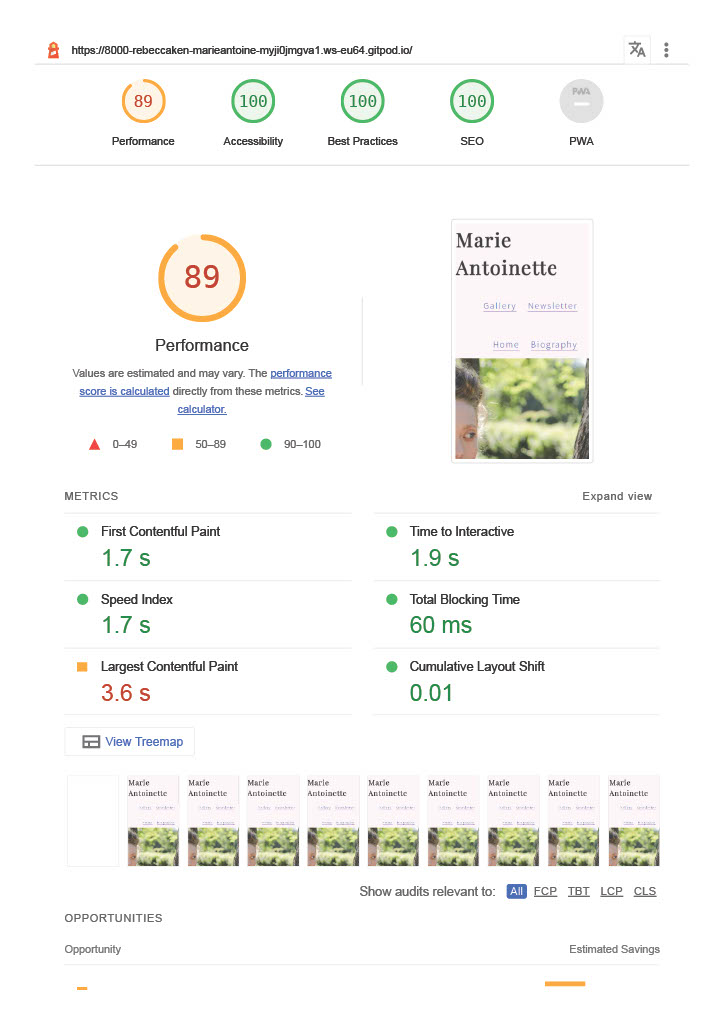 https://8000-rebeccaken-marieantoine-myji0jmgva1.ws-eu64.gitpod.io/
89 100 100 100 PWA
Performance Accessibility Best Practices SEO PWA
Marie
Antoinette
Gallery Newsletter
Home Biography
89
Performance
Values are estimated and may vary. The performance
score is calculated directly from these metrics. See
calculator.
0–49 50–89 90–100
METRICS Expand view
First Contentful Paint
1.7 s
Time to Interactive
1.9 s
Speed Index
1.7 s
Total Blocking Time
60 ms
Largest Contentful Paint
3.6 s
Cumulative Layout Shift
0.01
View Treemap
Marie Marie Marie Marie Marie Marie Marie Marie Marie
Antoinette Antoinette Antoinette Antoinette Antoinette Antoinette Antoinette Antoinette Antoinette
Show audits relevant to: All FCP TBT LCP CLS
OPPORTUNITIES
Opportunity Estimated Savings